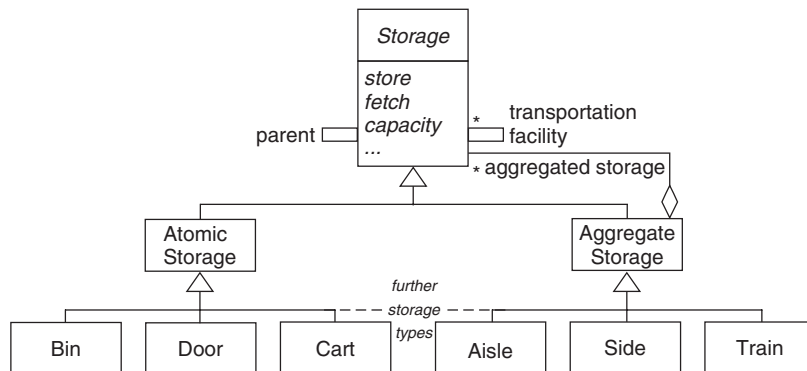 Storage
store
fetch
capacity
...
parent
*
transportation
facility
* aggregated storage
Atomic
Storage
Aggregate
Storage
further
storage
types
Bin
Door
Cart
Aisle
Side
Train